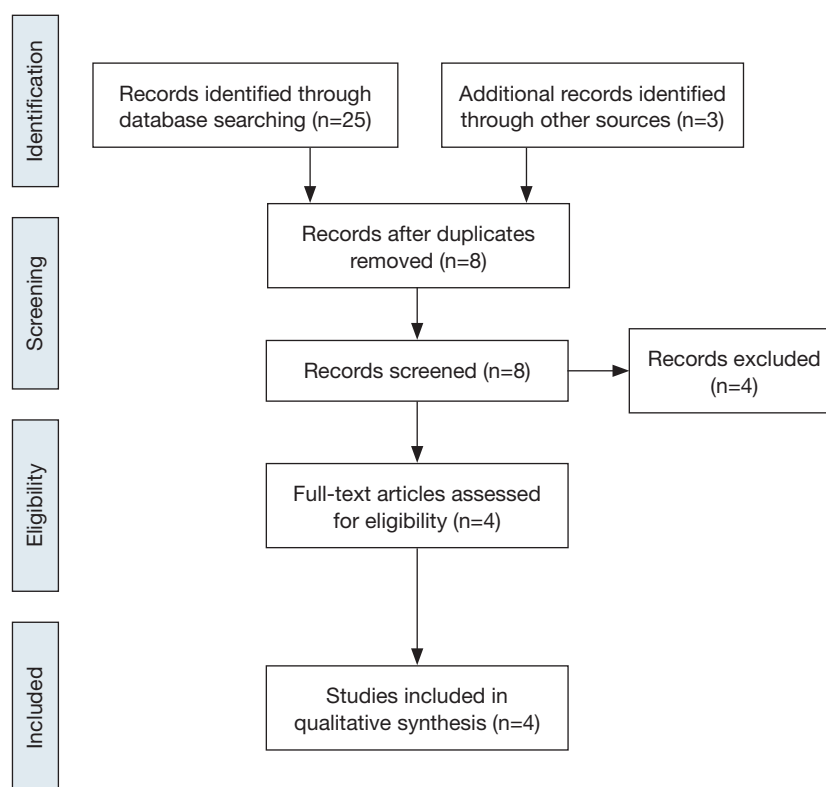 Identification
Records identified through
database searching (n=25)
Additional records identified
through other sources (n=3)
Screening
Records after duplicates
removed (n=8)
Records screened (n=8)
Records excluded
(n=4)
Eligibility
Full-text articles assessed
for eligibility (n=4)
Included
Studies included in
qualitative synthesis (n=4)